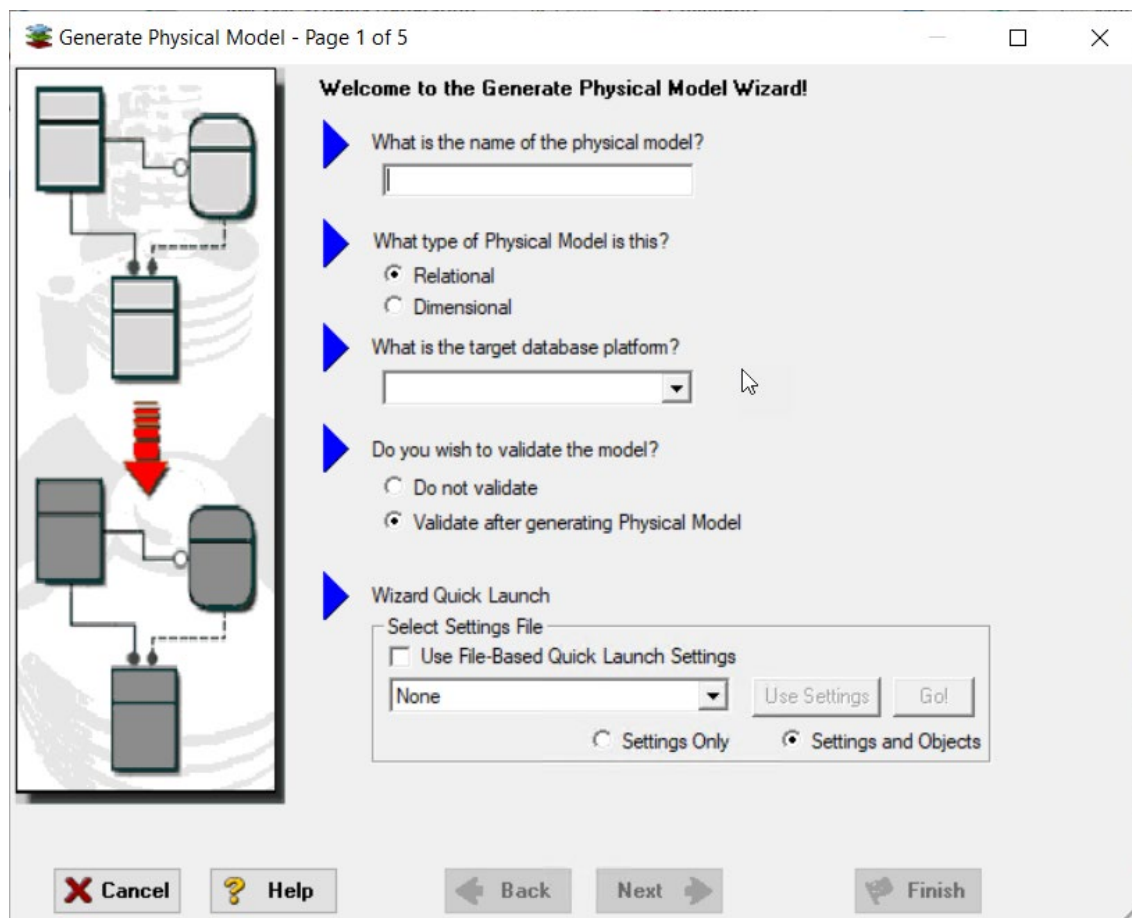 Generate Physical Model - Page 1 of 5
Welcome to the Generate Physical Model Wizard!
What is the name of the physical model?
What type of Physical Model is this?
Relational
Dimensional
What is the target database platform?
Do you wish to validate the model?
Do not validate
Validate after generating Physical Model
Wizard Quick Launch
Select Settings File
Use File-Based Quick Launch Settings
None
Use Settings
Go!
Settings Only
Settings and Objects
Cancel
Help
Back
Next
Finish